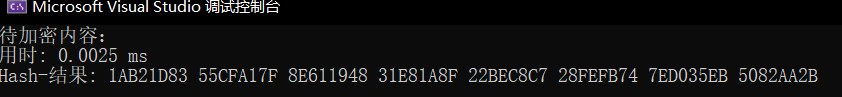 Microsoft Visual Studio 调试控制台
待加密内容：
用时: 0.0025 ms
Hash-结果: 1AB21D83 55CFA17F 8E611948 31E81A8F 22BEC8C7 28FEFB74 7ED035EB 5082AA2B